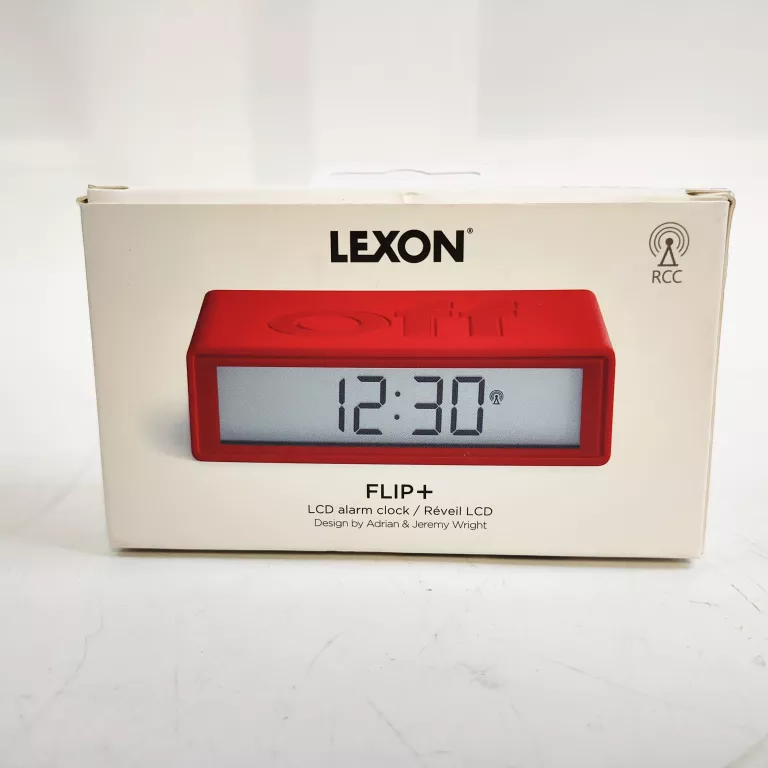 LEXON®
RCC
Off
12:30
FLIP+
LCD alarm clock / Réveil LCD
Design by Adrian & Jeremy Wright